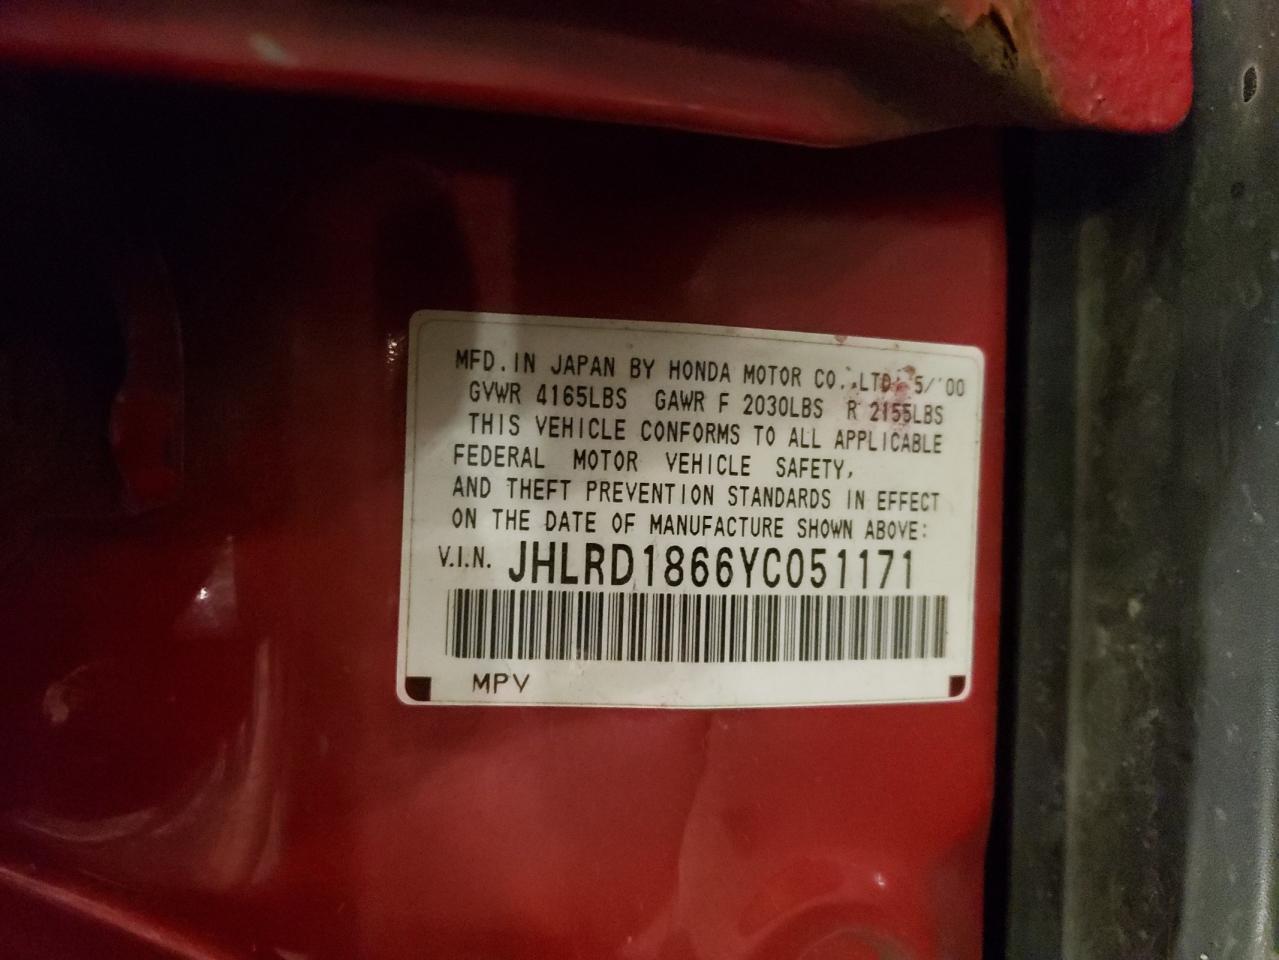 MFD. IN JAPAN BY HONDA MOTOR CO.,LTD. 5/'00
GVWR 4165LBS GAWR F 2030LBS R 2155LBS
THIS VEHICLE CONFORMS TO ALL APPLICABLE
FEDERAL MOTOR VEHICLE SAFETY,
AND THEFT PREVENTION STANDARDS IN EFFECT
ON THE DATE OF MANUFACTURE SHOWN ABOVE:
V.I.N. JHLRD1866YC051171
MPV